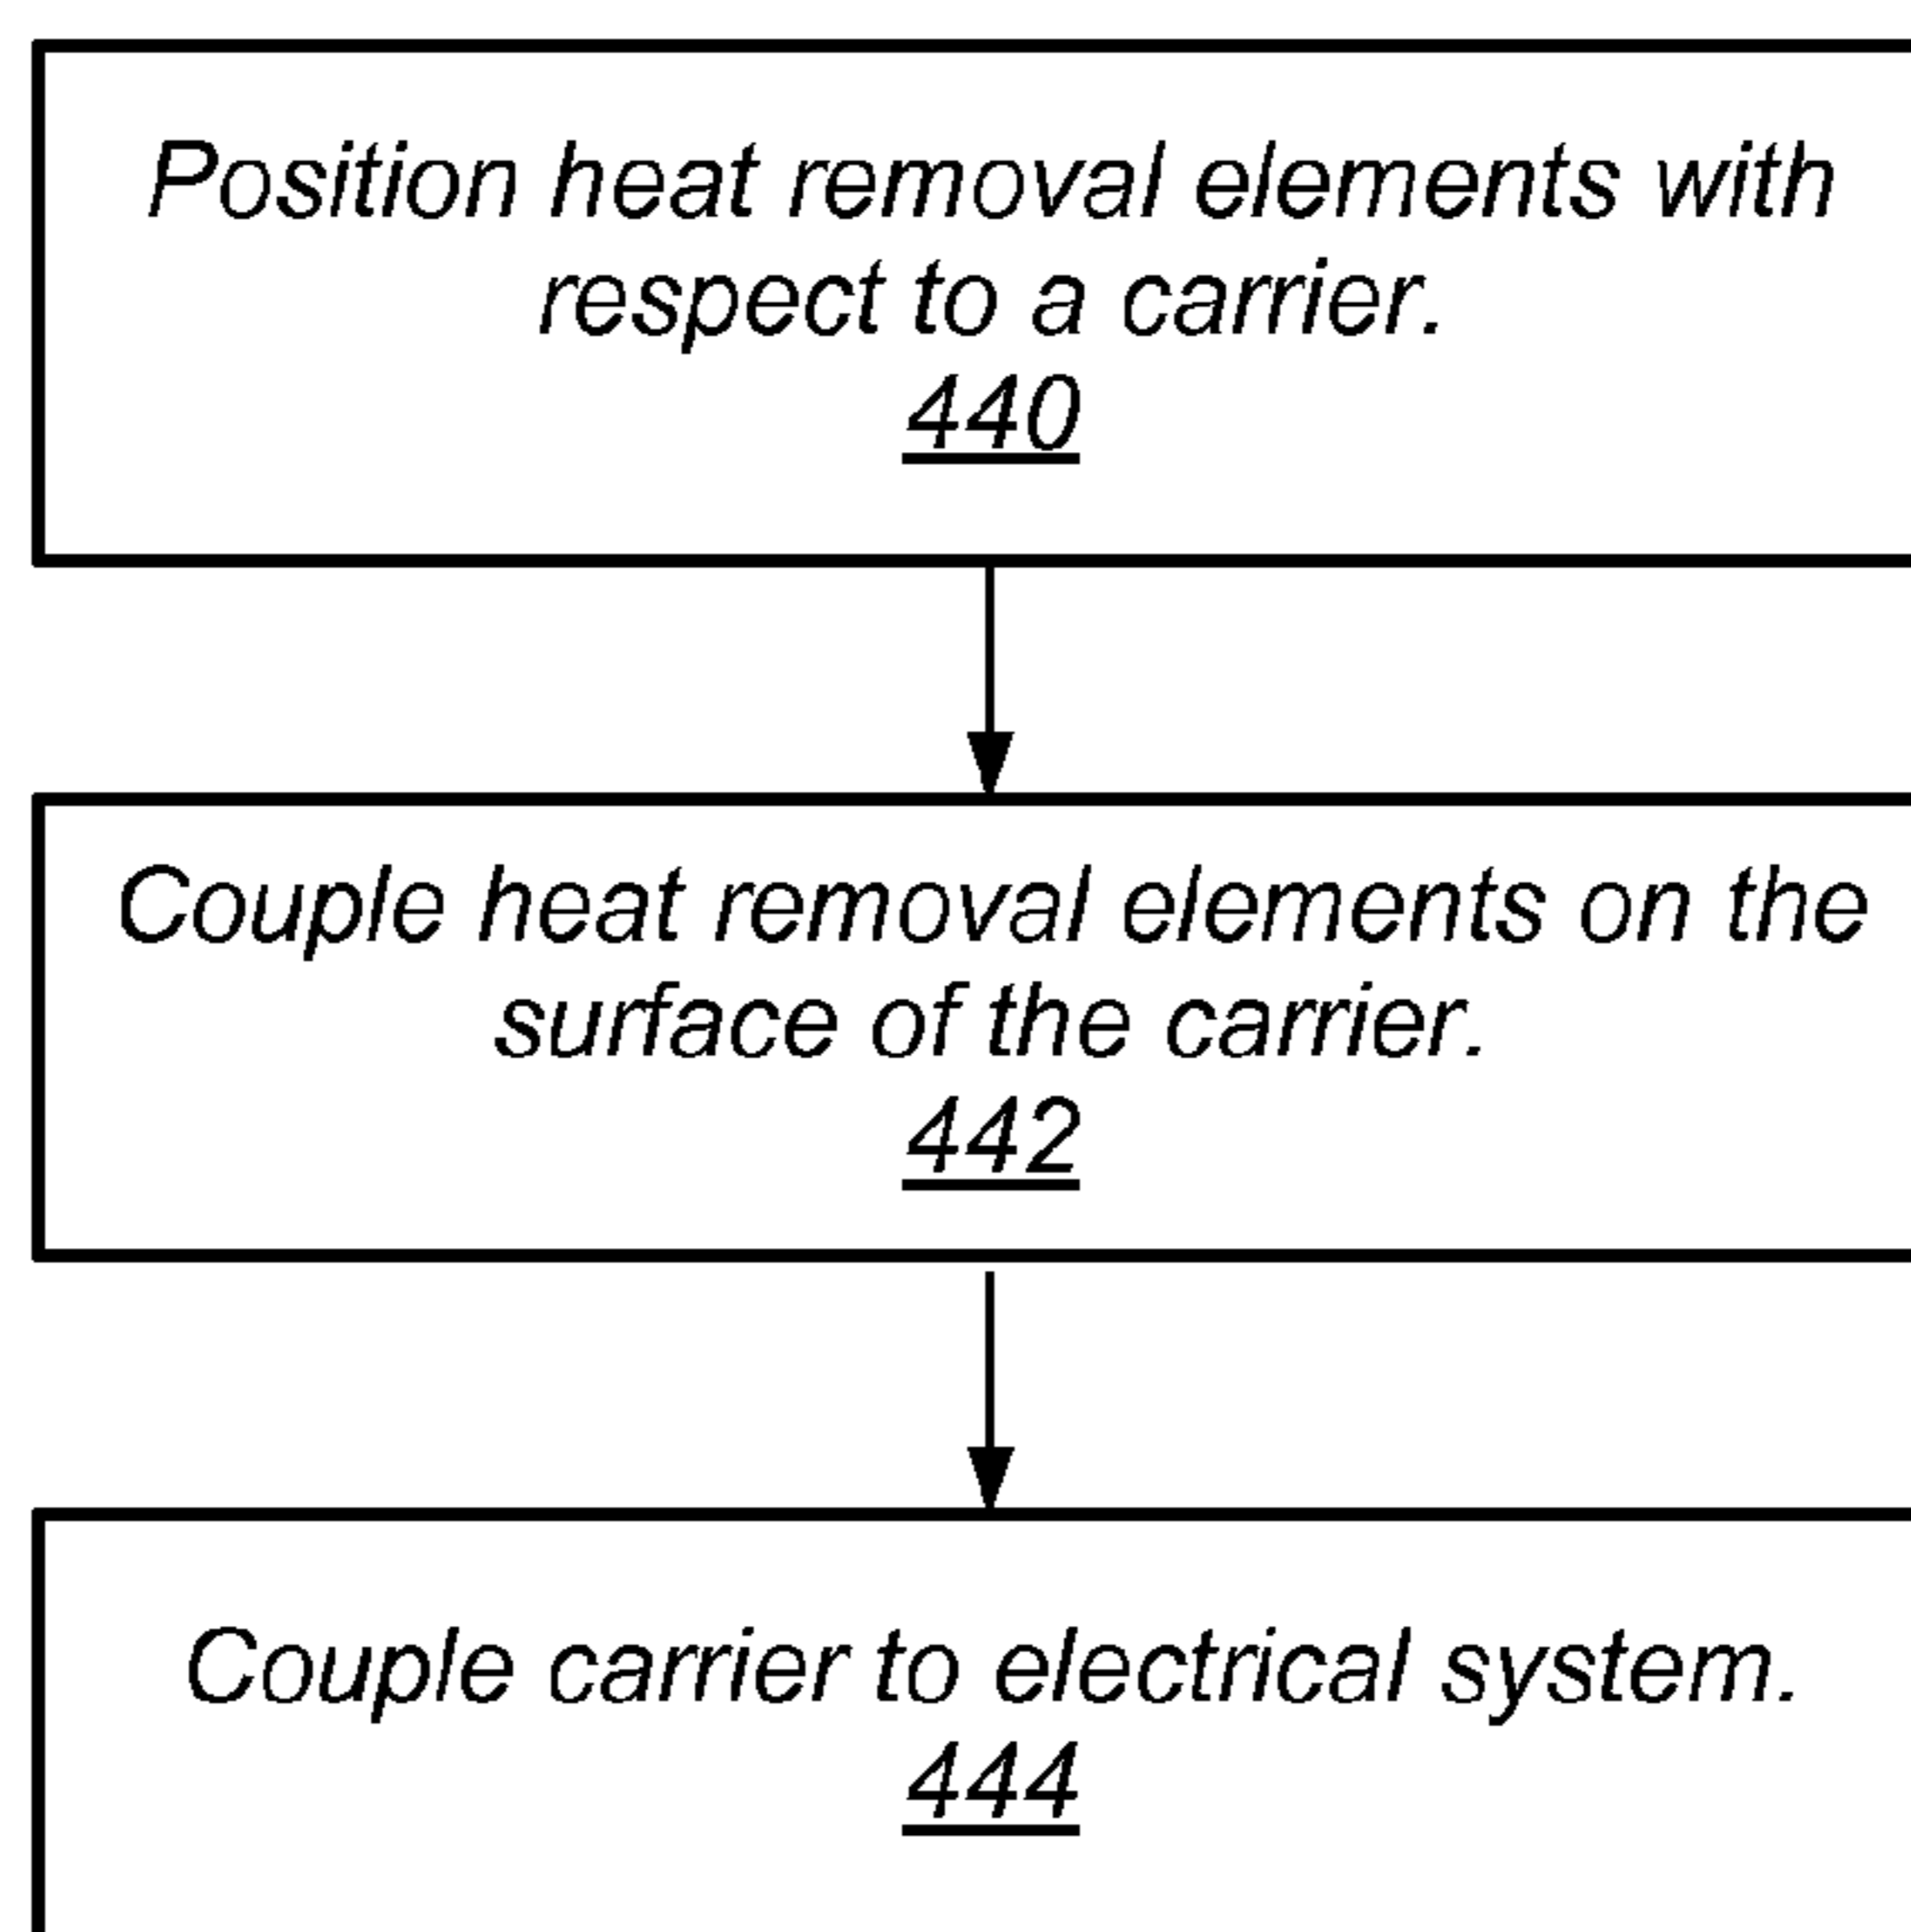 Position heat removal elements with
respect to a carrier.
440
Couple heat removal elements on the
surface of the carrier.
442
Couple carrier to electrical system.
444